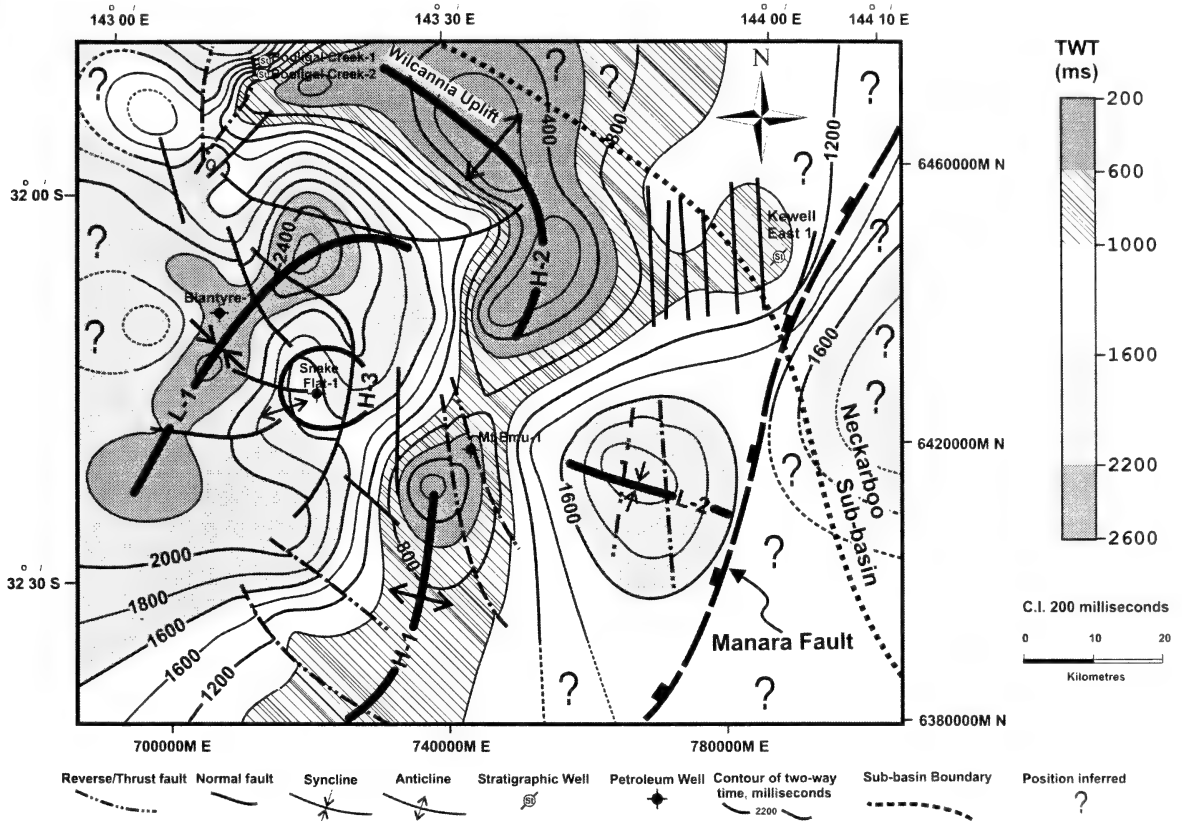 143 00 E
143 30 E
144 00 E
144 10 E
TWT
(ms)
200
600
1000
1600
2200
2600
C.I. 200 milliseconds
0 10 20
Kilometres
32 00 S
32 30 S
6460000M N
6420000M N
6380000M N
700000M E
740000M E
780000M E
N
Booligal Creek-2
Wilcannia Uplift
400
800
1200
?
?
?
?
?
?
?
?
?
?
?
?
?
?
Kewell
East 1
St
2400
H-2
Blantyre-1
Snake
Flat-1
H-3
L-1
Mt Emu-1
1600
L-2
1600
Neckarboo
Sub-basin
2000
1800
1600
1600
1200
800
H-1
Manara Fault
Reverse/Thrust fault
Normal fault
Syncline
Anticline
Stratigraphic Well
St
Petroleum Well
Contour of two-way
time, milliseconds
2200
Sub-basin Boundary
Position inferred
?